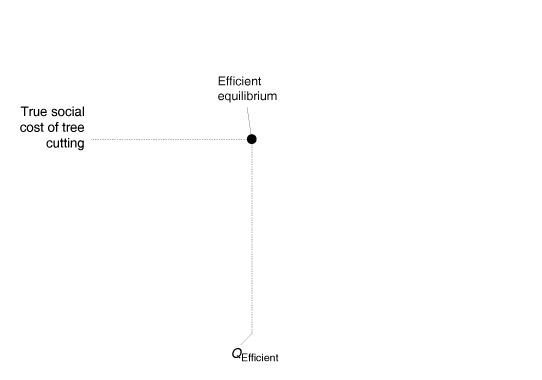 Efficient
equilibrium
True social
cost of tree
cutting
QEfficient